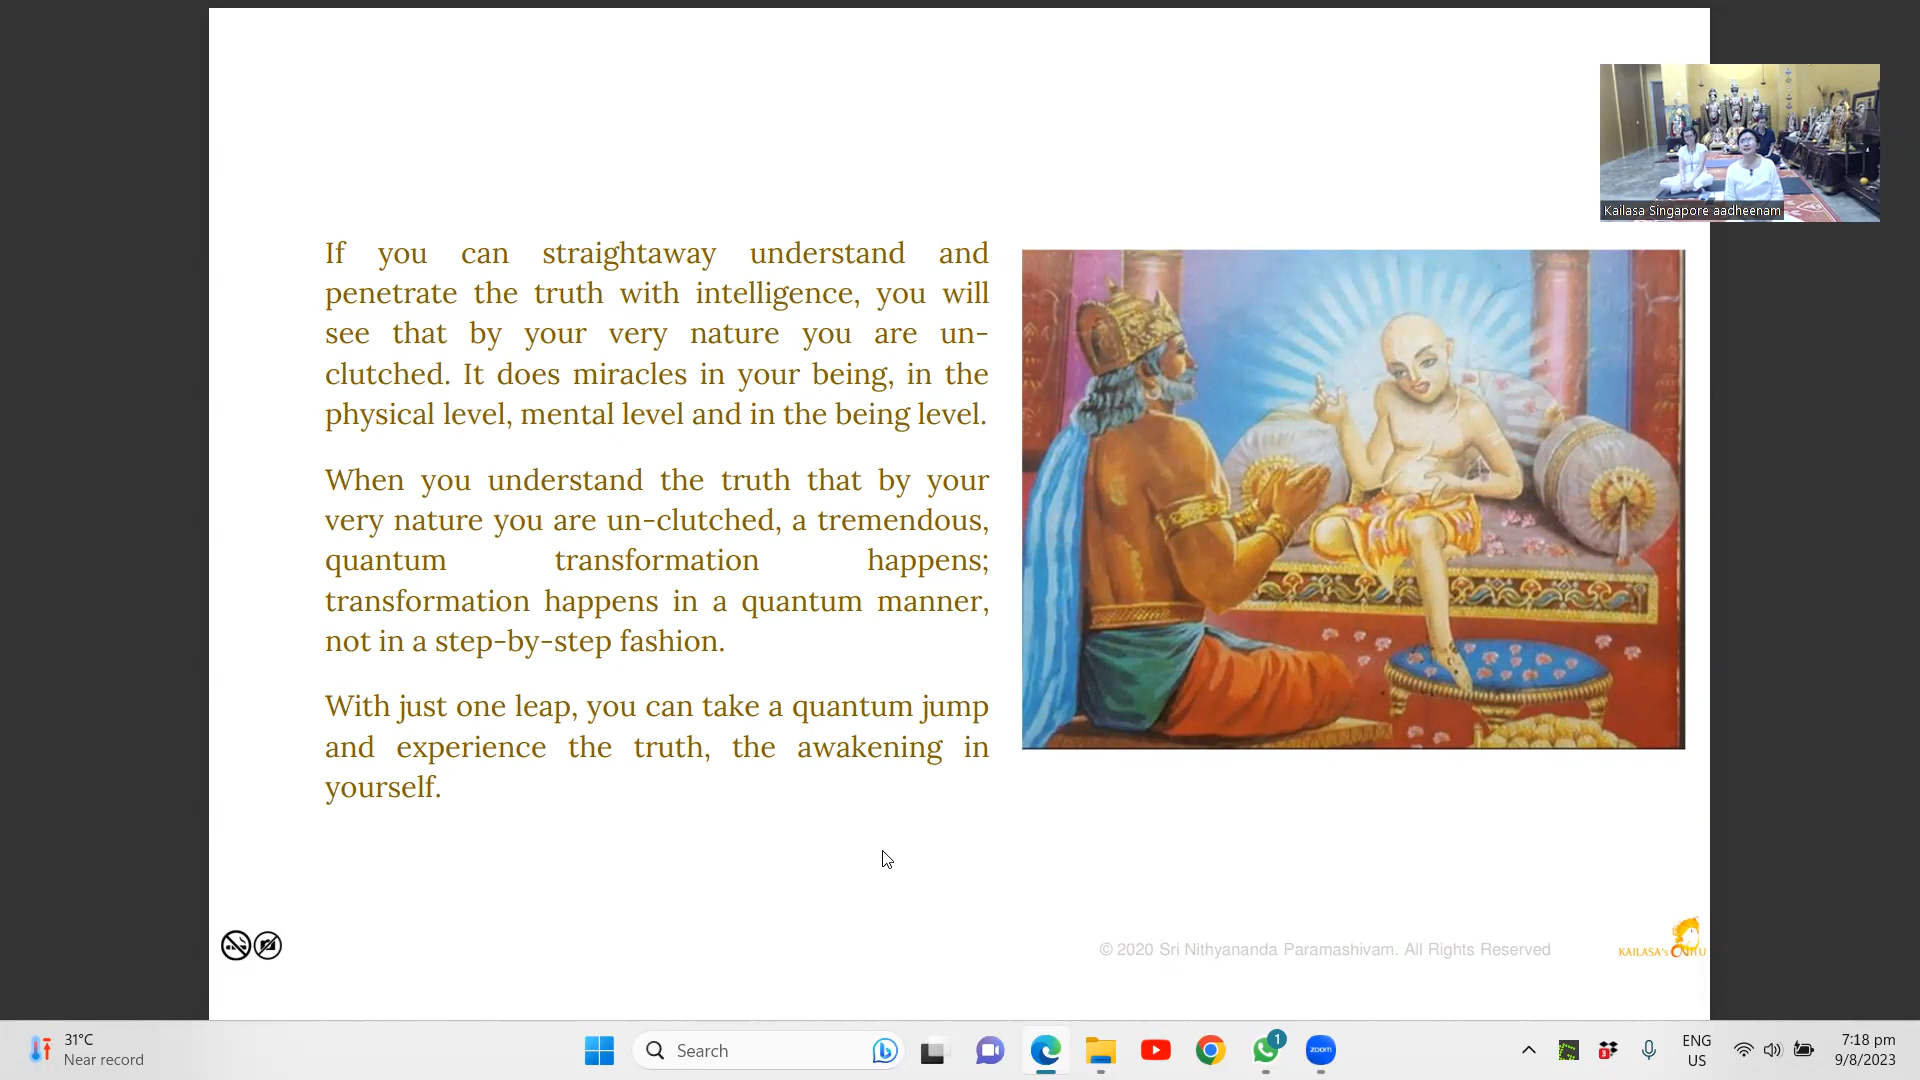 Kailasa Singapore aadheenam
If you can straightaway understand and
penetrate the truth with intelligence, you will
see that by your very nature you are un-
clutched. It does miracles in your being, in the
physical level, mental level and in the being level.
When you understand the truth that by your
very nature you are un-clutched, a tremendous,
quantum transformation happens;
transformation happens in a quantum manner,
not in a step-by-step fashion.
With just one leap, you can take a quantum jump
and experience the truth, the awakening in
yourself.
© 2020 Sri Nithyananda Paramashivam. All Rights Reserved
KAILASA's
31°C
Near record
Search
1
zoom
3
ENG
US
7:18 pm
9/8/2023